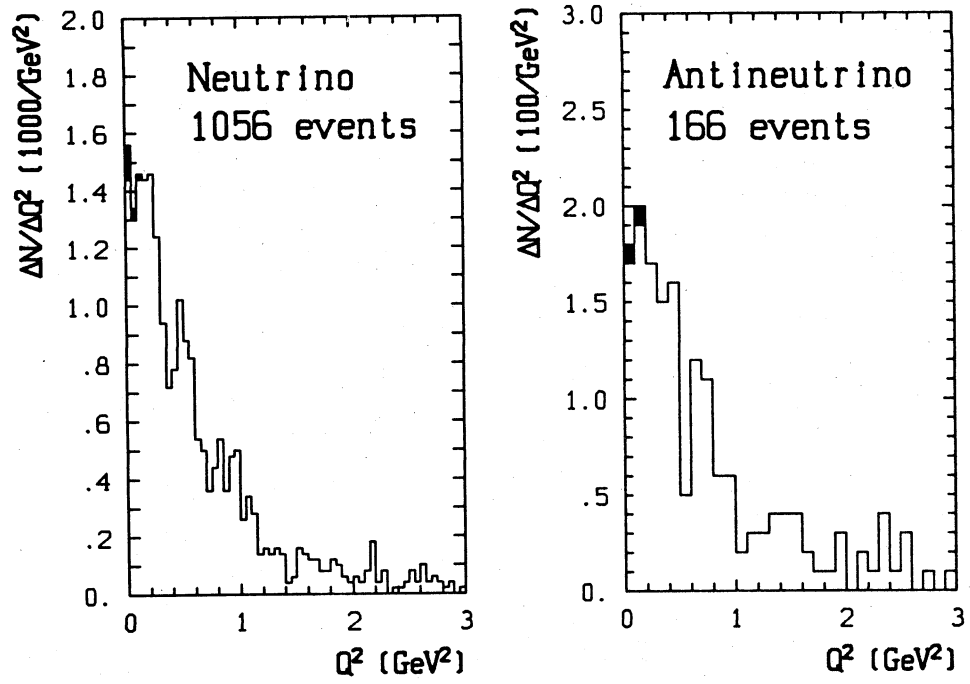 ΔN/ΔQ² (1000/GeV²)
2.0
1.8
1.6
1.4
1.2
1.0
.8
.6
.4
.2
0.
Neutrino
1056 events
0 1 2 3
Q² (GeV²)
ΔN/ΔQ² (100/GeV²)
3.0
2.5
2.0
1.5
1.0
.5
0.
Antineutrino
166 events
0 1 2 3
Q² (GeV²)